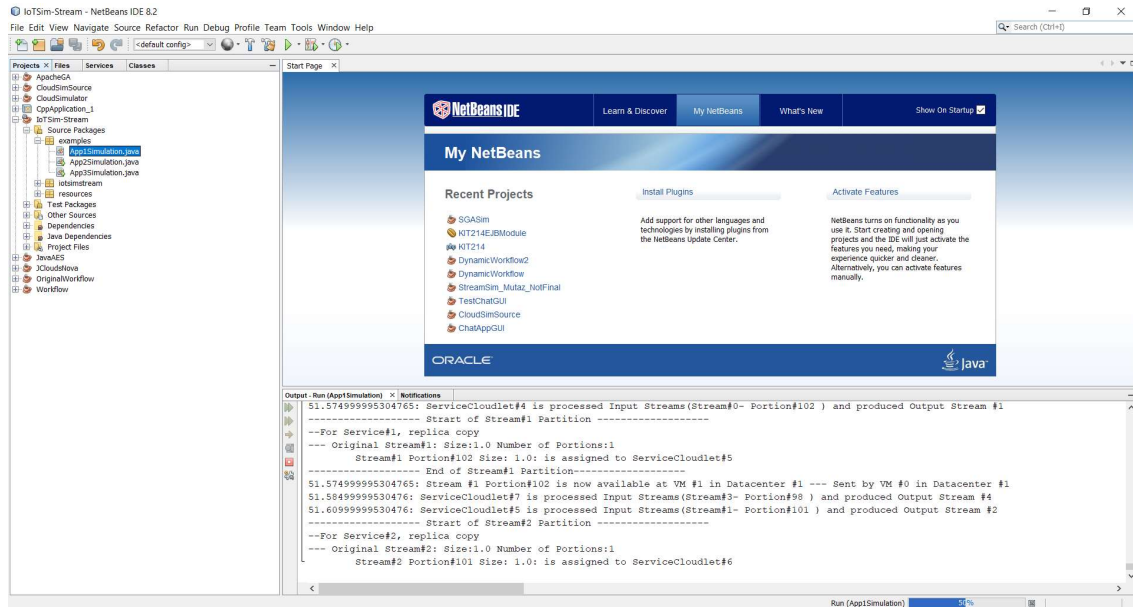 IoTSim-Stream - NetBeans IDE 8.2
File Edit View Navigate Source Refactor Run Debug Profile Team Tools Window Help
Search (Ctrl+I)
<default config>
Projects × Files Services Classes
ApacheGA
CloudSimSource
CloudSimulator
CppApplication_1
IoTSim-Stream
Source Packages
examples
App1Simulation.java
App2Simulation.java
App3Simulation.java
iotsimstream
resources
Test Packages
Other Sources
Dependencies
Java Dependencies
Project Files
JavaAES
JCloudsNova
OriginalWorkflow
Workflow
Start Page ×
NetBeans IDE
Learn & Discover
My NetBeans
What's New
Show On Startup
My NetBeans
Recent Projects
SGASim
KIT214EJBModule
KIT214
DynamicWorkflow2
DynamicWorkflow
StreamSim_Mutaz_NotFinal
TestChatGUI
CloudSimSource
ChatAppGUI
Install Plugins
Add support for other languages and
technologies by installing plugins from
the NetBeans Update Center.
Activate Features
NetBeans turns on functionality as you
use it. Start creating and opening
projects and the IDE will just activate the
features you need, making your
experience quicker and cleaner.
Alternatively, you can activate features
manually.
ORACLE
Java
Output - Run (App1Simulation) × Notifications
51.574999995304765: ServiceCloudlet#4 is processed Input Streams(Stream#0- Portion#102 ) and produced Output Stream #1
------------------- Strart of Stream#1 Partition -------------------
--For Service#1, replica copy
--- Original Stream#1: Size:1.0 Number of Portions:1
Stream#1 Portion#102 Size: 1.0: is assigned to ServiceCloudlet#5
------------------- End of Stream#1 Partition-------------------
51.574999995304765: Stream #1 Portion#102 is now available at VM #1 in Datacenter #1 --- Sent by VM #0 in Datacenter #1
51.58499999530476: ServiceCloudlet#7 is processed Input Streams(Stream#3- Portion#98 ) and produced Output Stream #4
51.60999999530476: ServiceCloudlet#5 is processed Input Streams(Stream#1- Portion#101 ) and produced Output Stream #2
------------------- Strart of Stream#2 Partition -------------------
--For Service#2, replica copy
--- Original Stream#2: Size:1.0 Number of Portions:1
Stream#2 Portion#101 Size: 1.0: is assigned to ServiceCloudlet#6
Run (App1Simulation) 50%